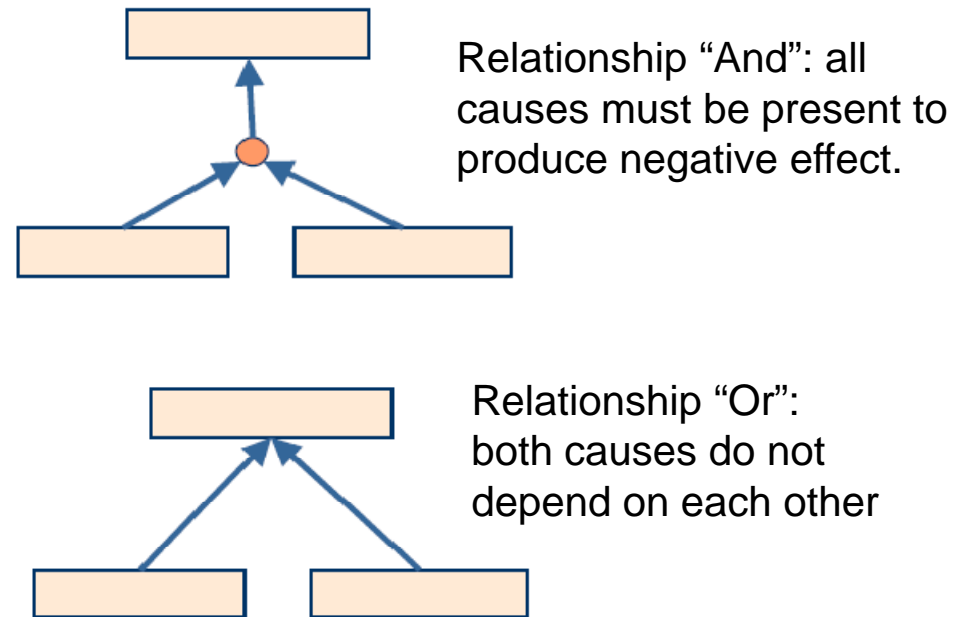 Relationship “And”: all
causes must be present to
produce negative effect.
Relationship “Or”:
both causes do not
depend on each other